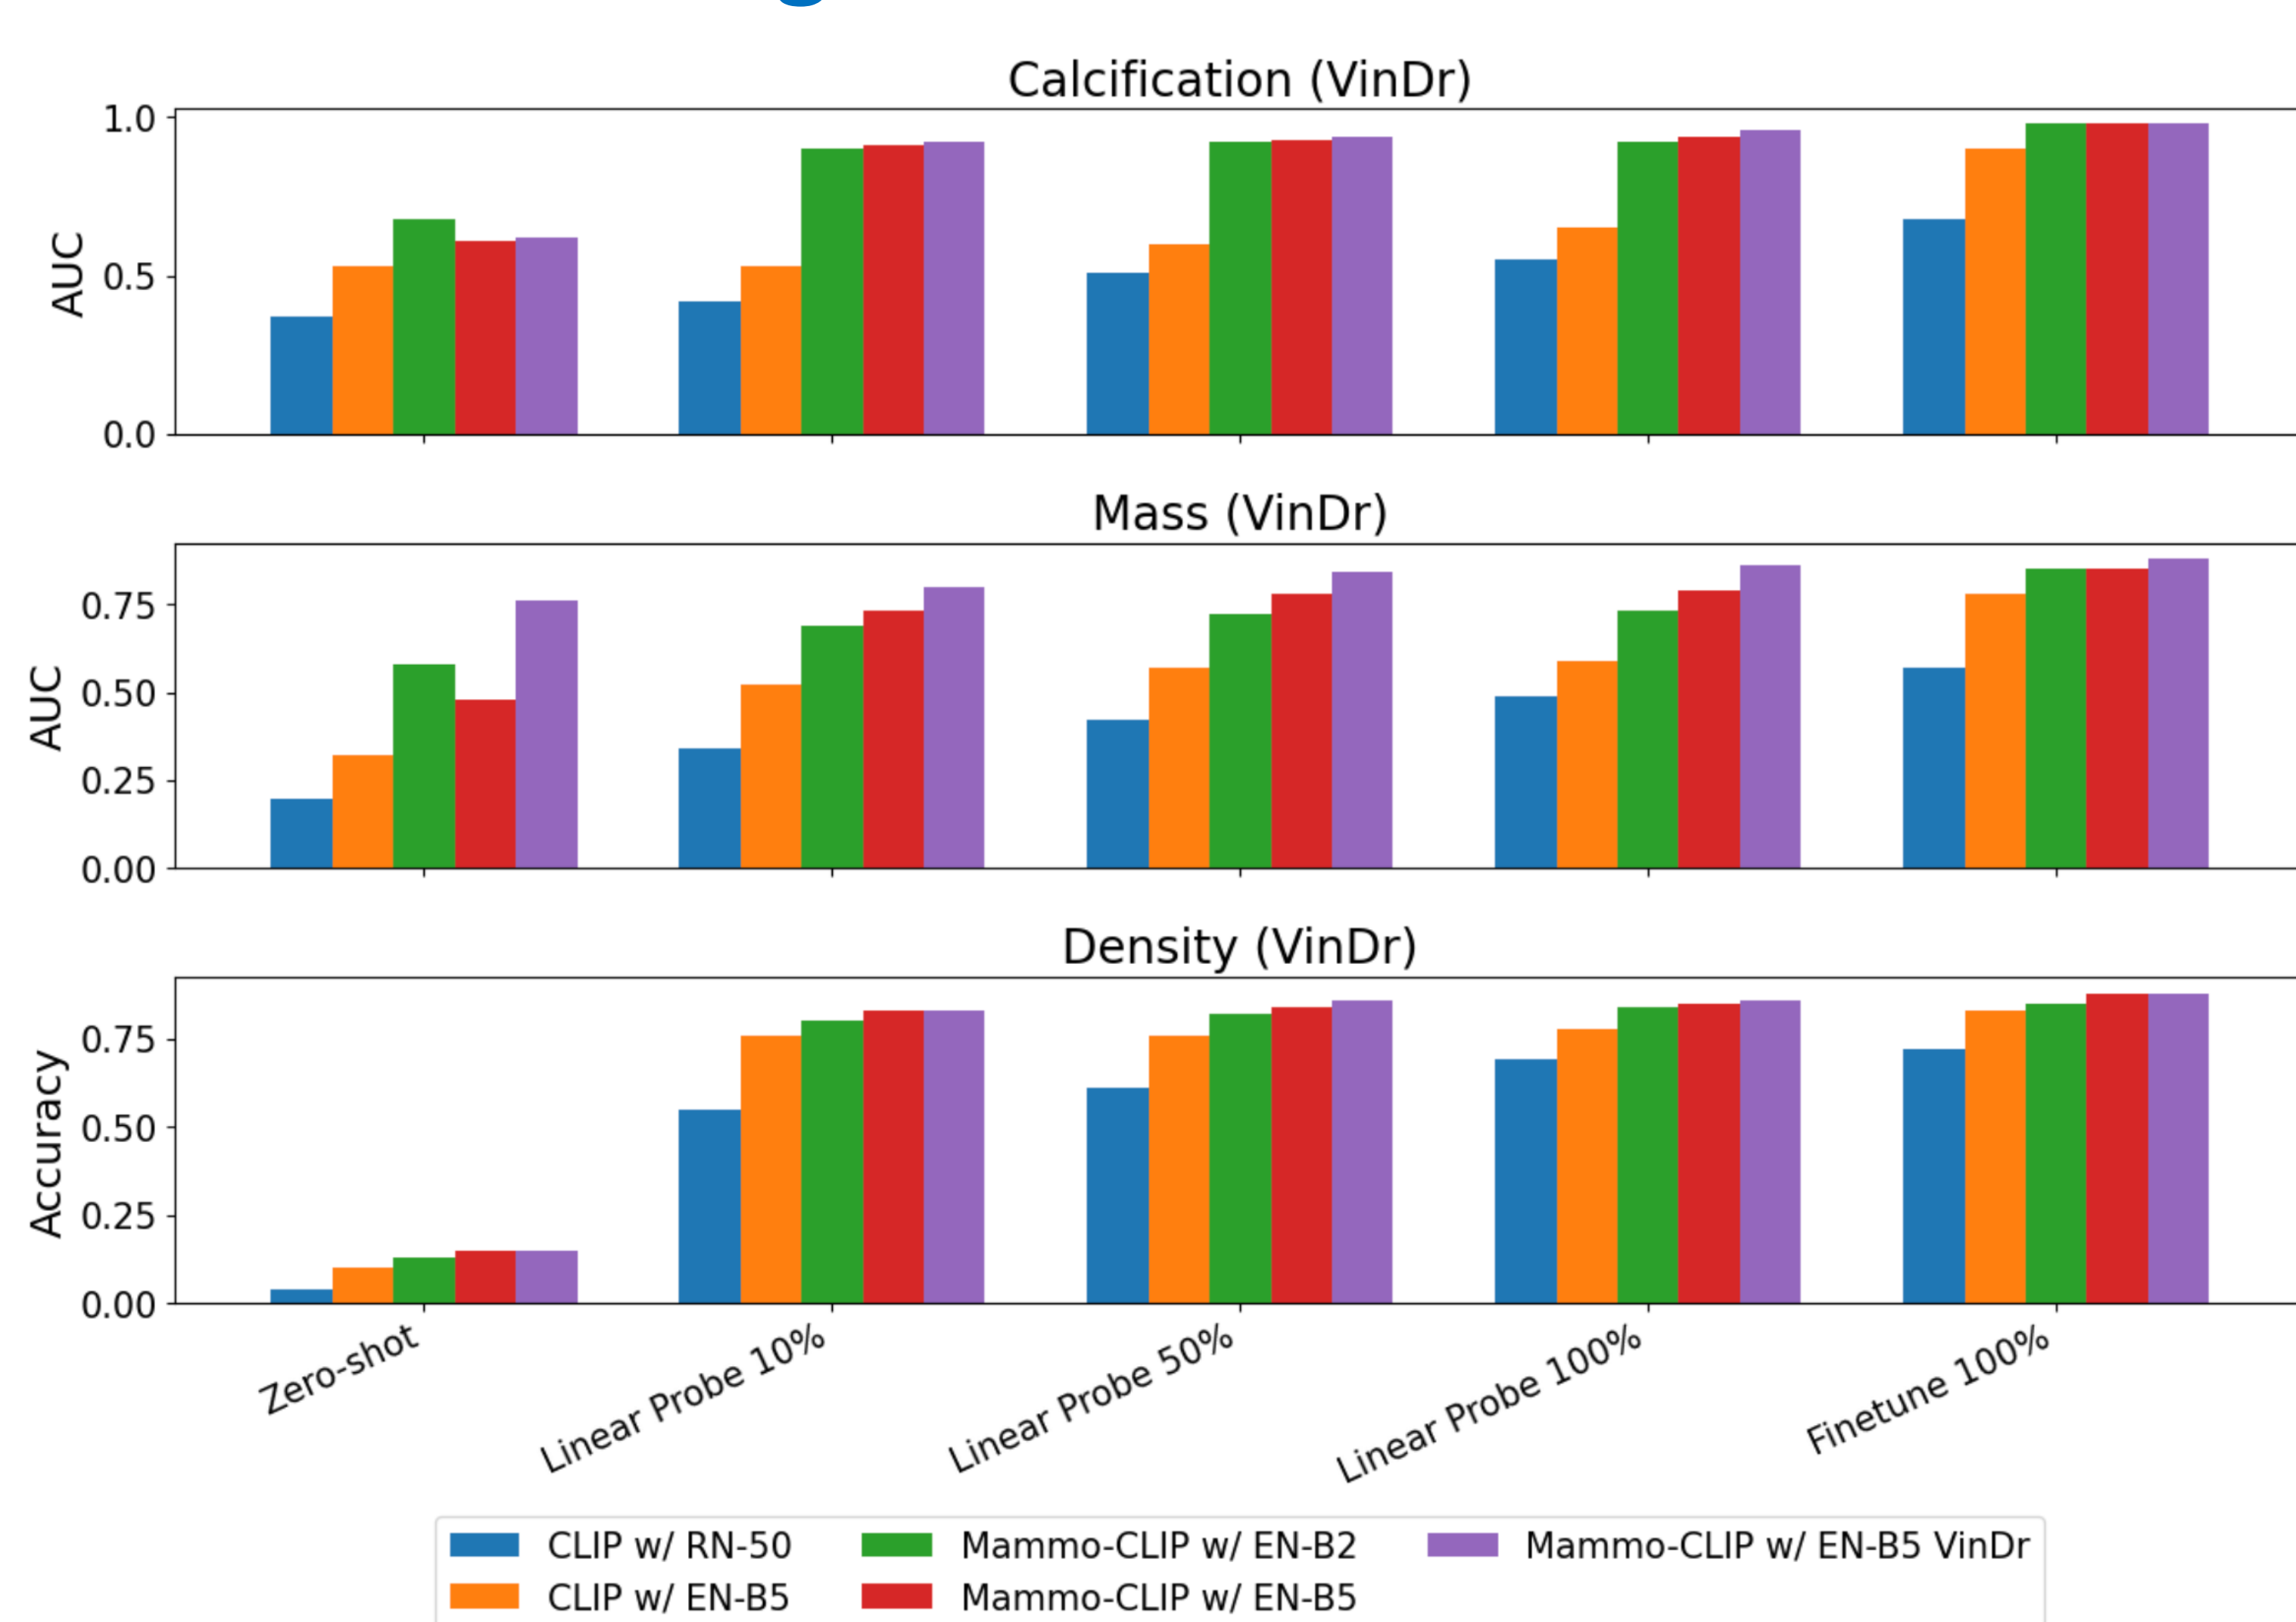 Calcification (VinDr)
1.0
0.5
0.0
AUC
Mass (VinDr)
0.75
0.50
0.25
0.00
AUC
Density (VinDr)
0.75
0.50
0.25
0.00
Accuracy
Zero-shot
Linear Probe 10%
Linear Probe 50%
Linear Probe 100%
Finetune 100%
CLIP w/ RN-50
CLIP w/ EN-B5
Mammo-CLIP w/ EN-B2
Mammo-CLIP w/ EN-B5
Mammo-CLIP w/ EN-B5 VinDr